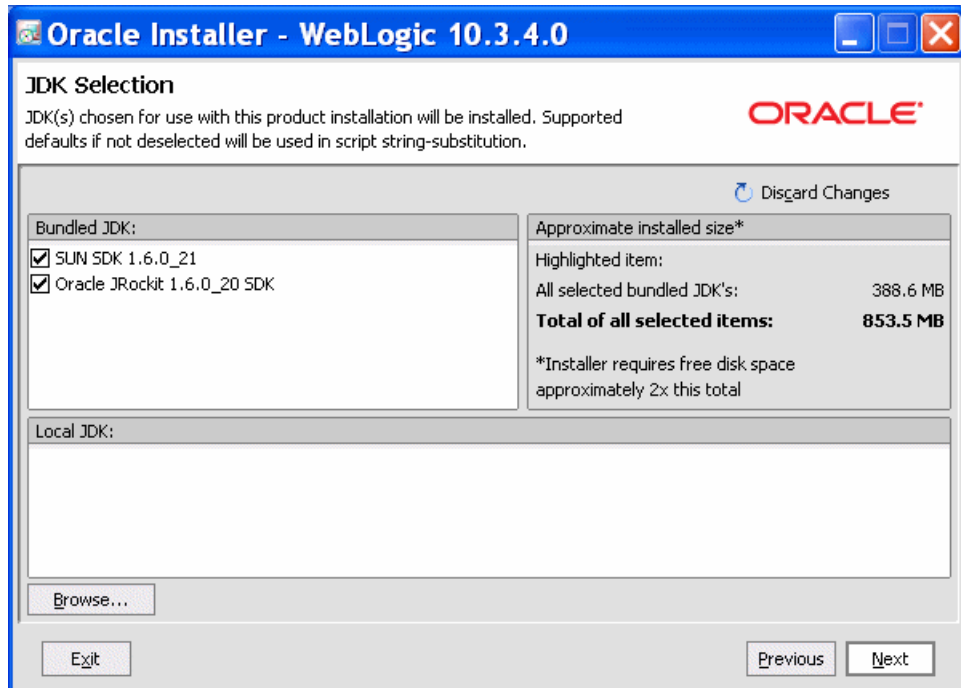 Oracle Installer - WebLogic 10.3.4.0
JDK Selection
JDK(s) chosen for use with this product installation will be installed. Supported
defaults if not deselected will be used in script string-substitution.
ORACLE
Discard Changes
Bundled JDK:
SUN SDK 1.6.0_21
Oracle JRockit 1.6.0_20 SDK
Approximate installed size*
Highlighted item:
All selected bundled JDK's: 388.6 MB
Total of all selected items: 853.5 MB
*Installer requires free disk space
approximately 2x this total
Local JDK:
Browse...
Exit
Previous
Next